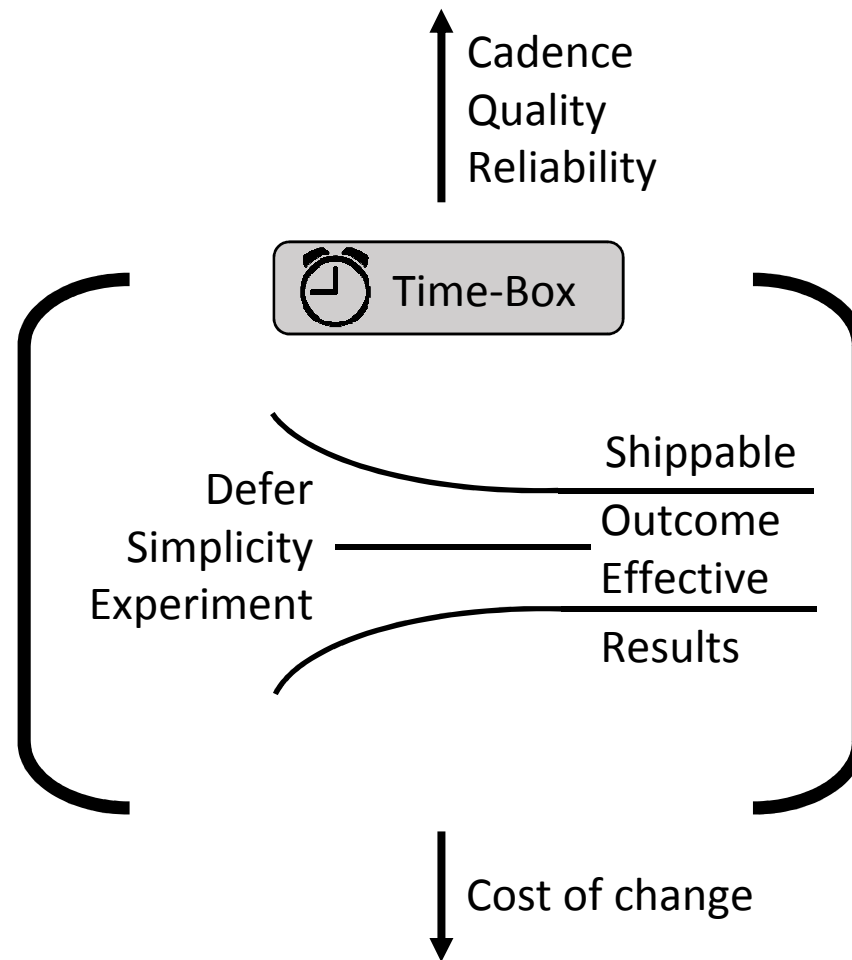 Cadence
Quality
Reliability
Time-Box
Defer
Simplicity
Experiment
Shippable
Outcome
Effective
Results
Cost of change